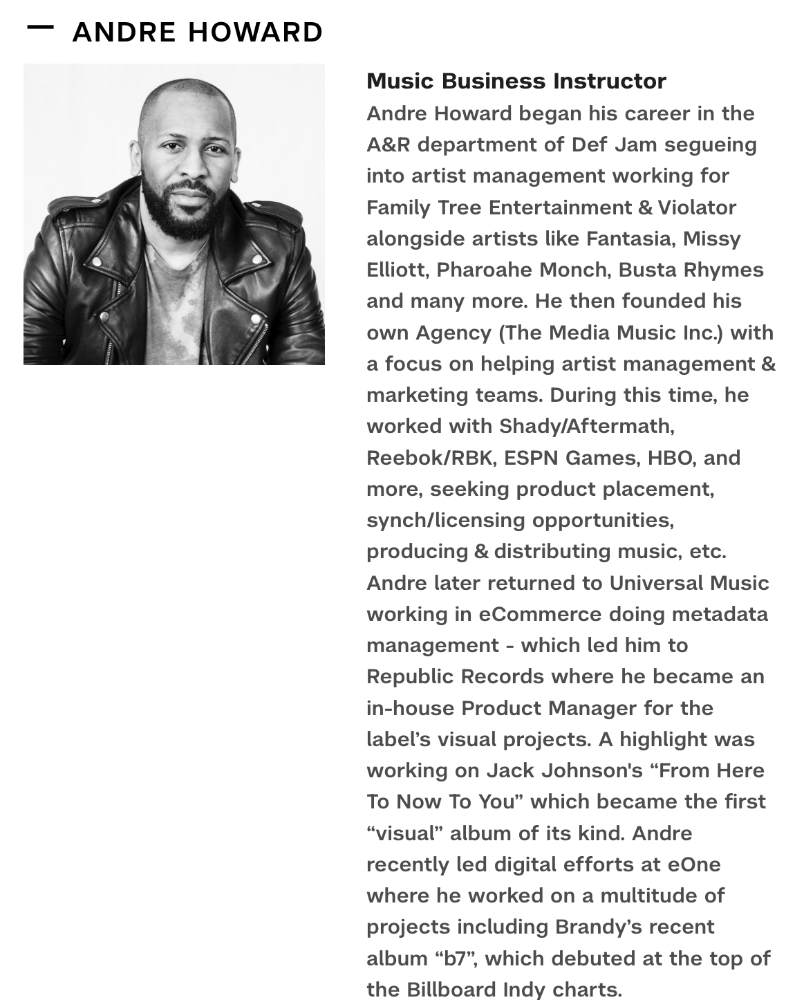 — ANDRE HOWARD
Music Business Instructor
Andre Howard began his career in the
A&R department of Def Jam segueing
into artist management working for
Family Tree Entertainment & Violator
alongside artists like Fantasia, Missy
Elliott, Pharoahe Monch, Busta Rhymes
and many more. He then founded his
own Agency (The Media Music Inc.) with
a focus on helping artist management &
marketing teams. During this time, he
worked with Shady/Aftermath,
Reebok/RBK, ESPN Games, HBO, and
more, seeking product placement,
synch/licensing opportunities,
producing & distributing music, etc.
Andre later returned to Universal Music
working in eCommerce doing metadata
management - which led him to
Republic Records where he became an
in-house Product Manager for the
label’s visual projects. A highlight was
working on Jack Johnson's “From Here
To Now To You” which became the first
“visual” album of its kind. Andre
recently led digital efforts at eOne
where he worked on a multitude of
projects including Brandy’s recent
album “b7”, which debuted at the top of
the Billboard Indy charts.